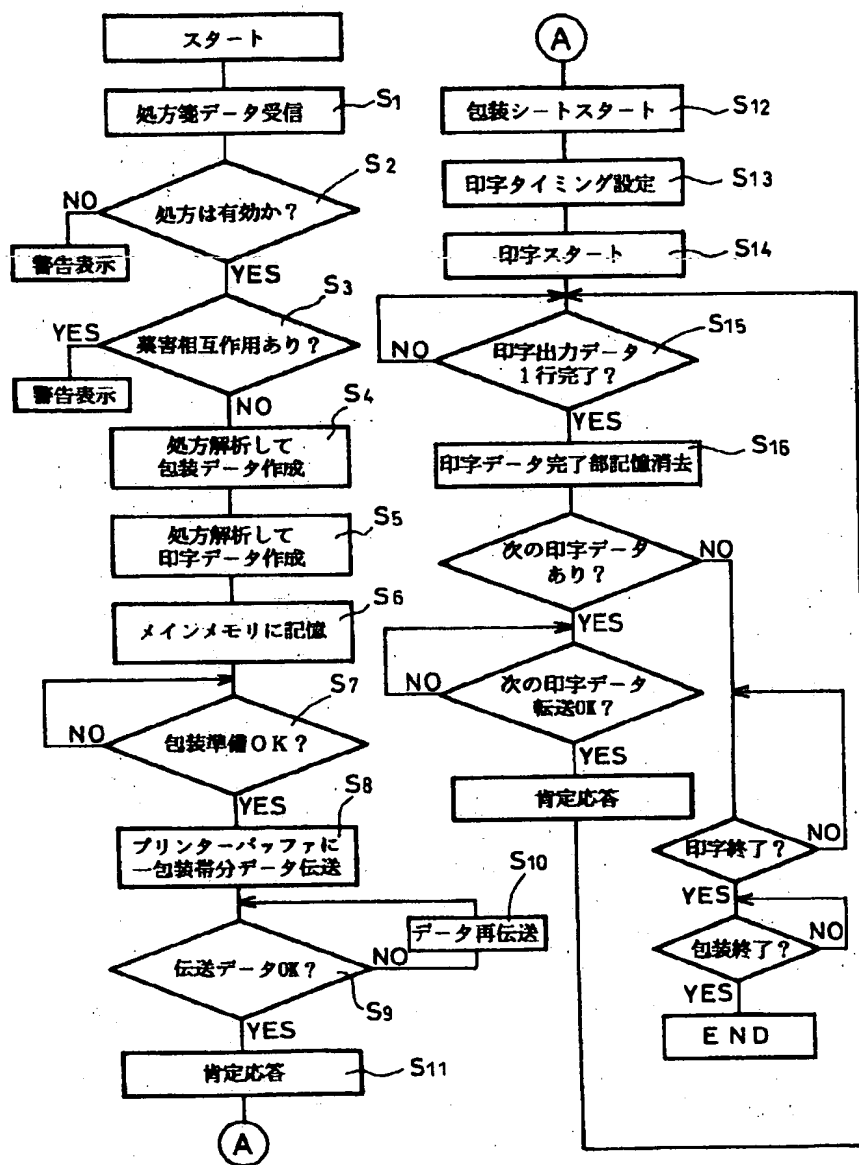 スタート
処方箋データ受信
S1
処方は有効か？
S2
NO
警告表示
YES
薬害相互作用あり？
S3
YES
警告表示
NO
処方解析して
包装データ作成
S4
処方解析して
印字データ作成
S5
メインメモリに記憶
S6
包装準備OK？
S7
NO
YES
プリンターバッファに
一包装帯分データ伝送
S8
S10
データ再伝送
伝送データOK？
NO
S9
YES
肯定応答
S11
A
A
包装シートスタート
S12
印字タイミング設定
S13
印字スタート
S14
印字出力データ
1行完了？
S15
NO
YES
印字データ完了部記憶消去
S16
次の印字データ
あり？
NO
YES
次の印字データ
転送OK？
NO
YES
肯定応答
印字終了？
NO
YES
包装終了？
NO
YES
END